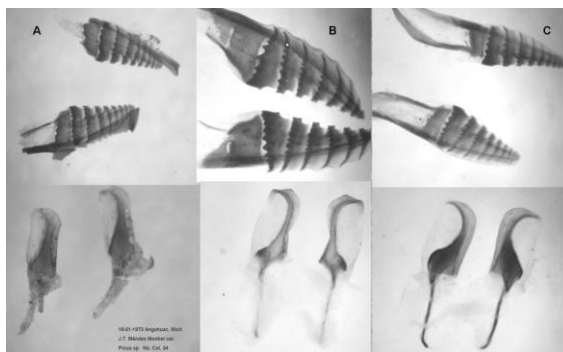 A
B
C
16-01-1973 Angahuan, Mich.
J.T. Méndez Montiel col.
Pinus sp No. Col. 94